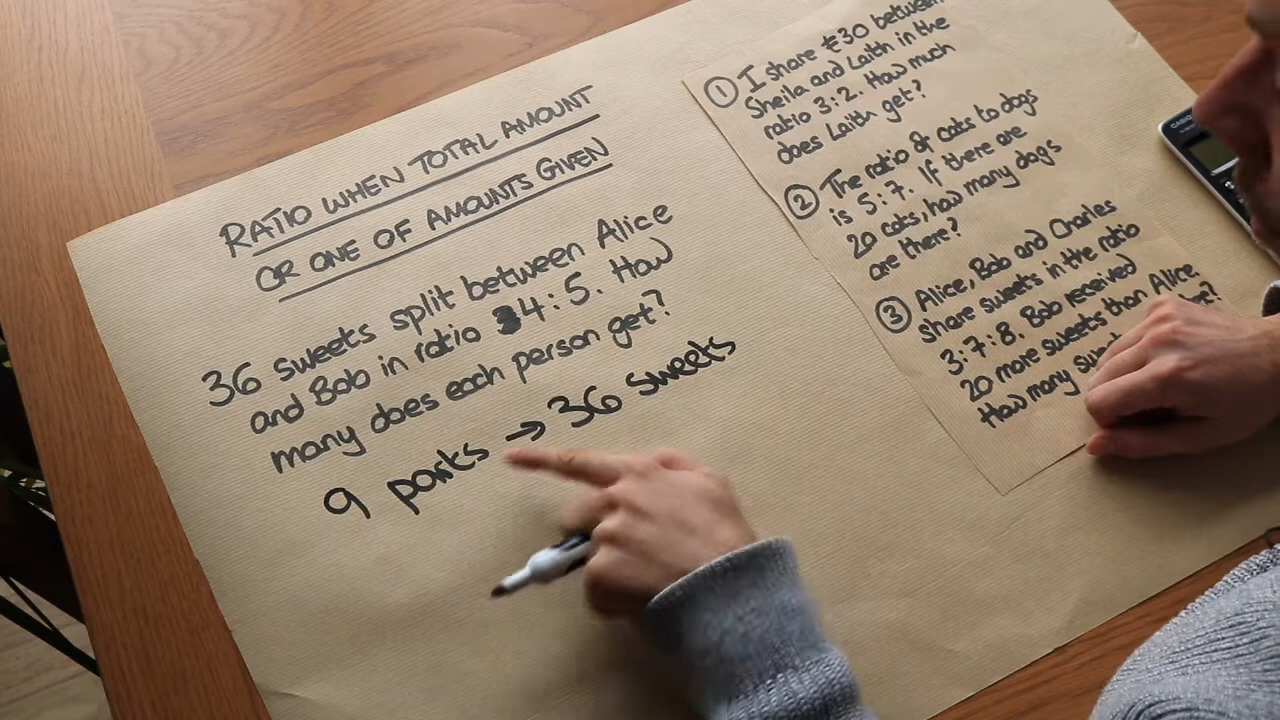 RATIO WHEN TOTAL AMOUNT
OR ONE OF AMOUNTS GIVEN
36 sweets split between Alice
and Bob in ratio 4:5. How
many does each person get?
9 parts → 36 sweets
① I share £30 between
Sheila and Laith in the
ratio 3:2. How much
does Laith get?
② The ratio of cats to dogs
is 5:7. If there are
20 cats, how many dogs
are there?
③ Alice, Bob and Charles
share sweets in the ratio
3:7:8. Bob received
20 more sweets than Alice.
How many
CASIO